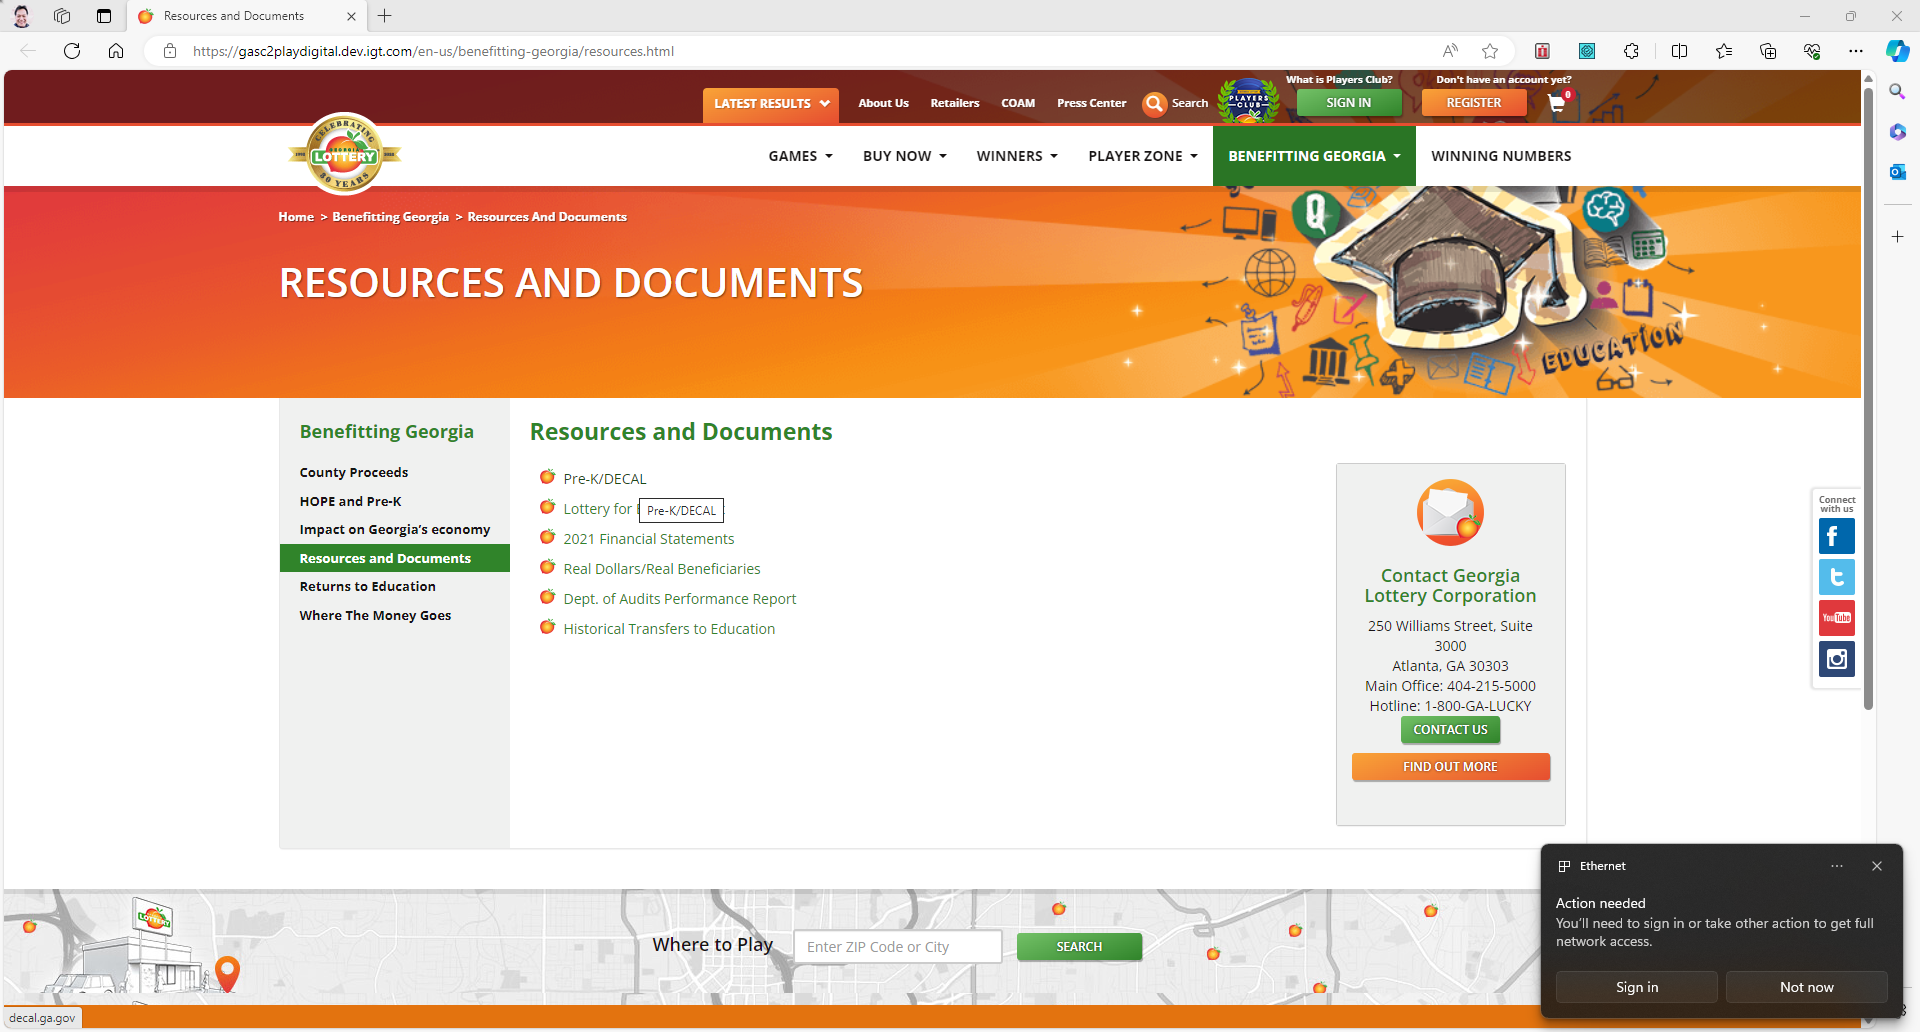 Resources and Documents
https://gasc2playdigital.dev.igt.com/en-us/benefitting-georgia/resources.html
What is Players Club?
Don't have an account yet?
LATEST RESULTS
About Us
Retailers
COAM
Press Center
Search
PLAYERS
CLUB
SIGN IN
REGISTER
0
CELEBRATING
GEORGIA
LOTTERY
30 YEARS
GAMES
BUY NOW
WINNERS
PLAYER ZONE
BENEFITTING GEORGIA
WINNING NUMBERS
Home > Benefitting Georgia > Resources And Documents
RESOURCES AND DOCUMENTS
Q
EDUCATION
Benefitting Georgia
County Proceeds
HOPE and Pre-K
Impact on Georgia's economy
Resources and Documents
Returns to Education
Where The Money Goes
Resources and Documents
Pre-K/DECAL
Lottery for
Pre-K/DECAL
2021 Financial Statements
Real Dollars/Real Beneficiaries
Dept. of Audits Performance Report
Historical Transfers to Education
Contact Georgia
Lottery Corporation
250 Williams Street, Suite
3000
Atlanta, GA 30303
Main Office: 404-215-5000
Hotline: 1-800-GA-LUCKY
CONTACT US
FIND OUT MORE
Connect
with us
YouTube
Ethernet
Action needed
You'll need to sign in or take other action to get full
network access.
Sign in
Not now
LOTTERY
Where to Play
Enter ZIP Code or City
SEARCH
decal.ga.gov